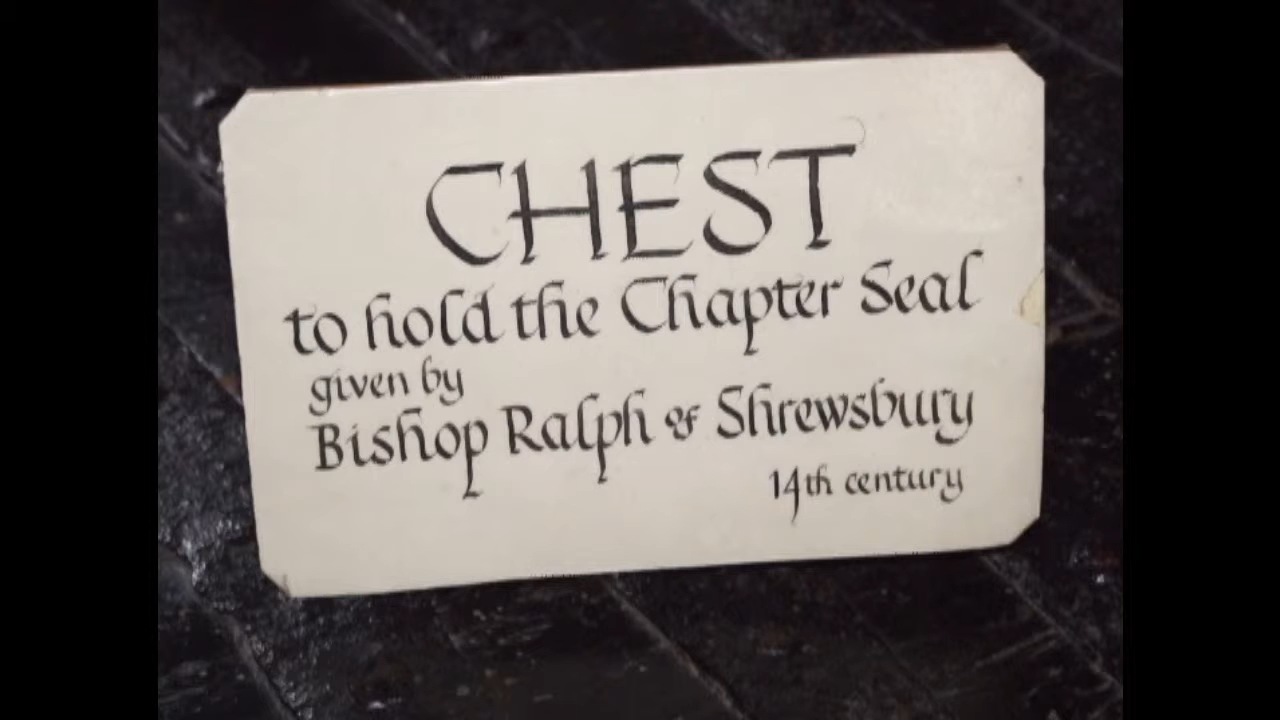 CHEST
to hold the Chapter Seal
given by
Bishop Ralph of Shrewsbury
14th century